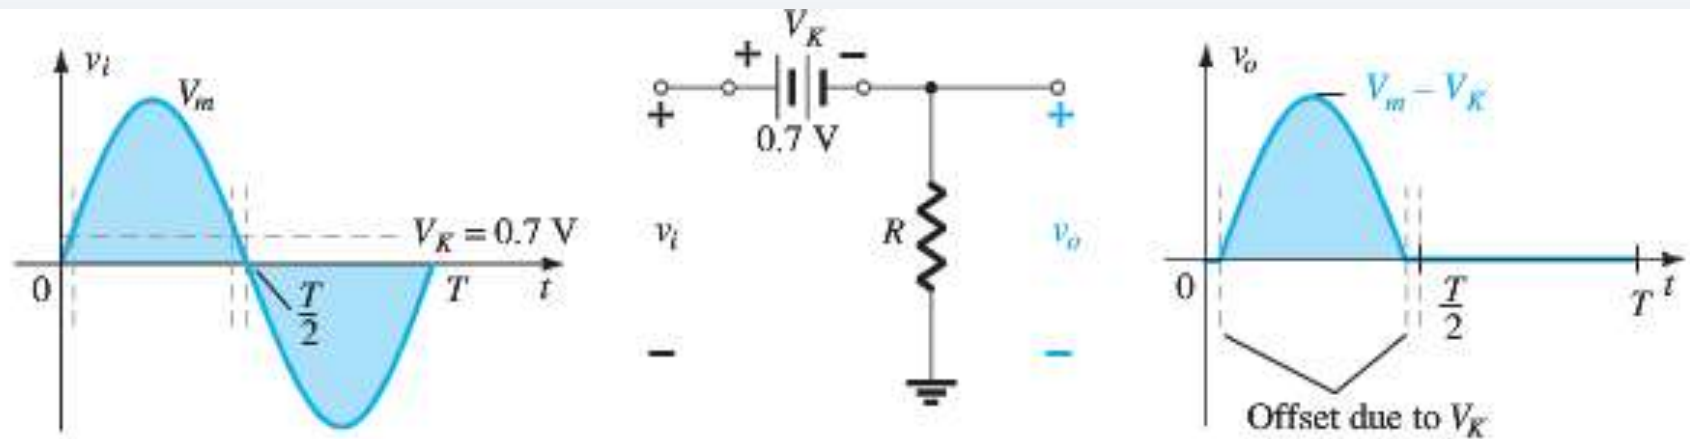 v_i
V_m
V_K = 0.7 V
0
T/2
T
t
V_K
+ −
0.7 V
+ +
v_i
R
v_o
− −
v_o
V_m − V_K
0
T/2
T
t
Offset due to V_K